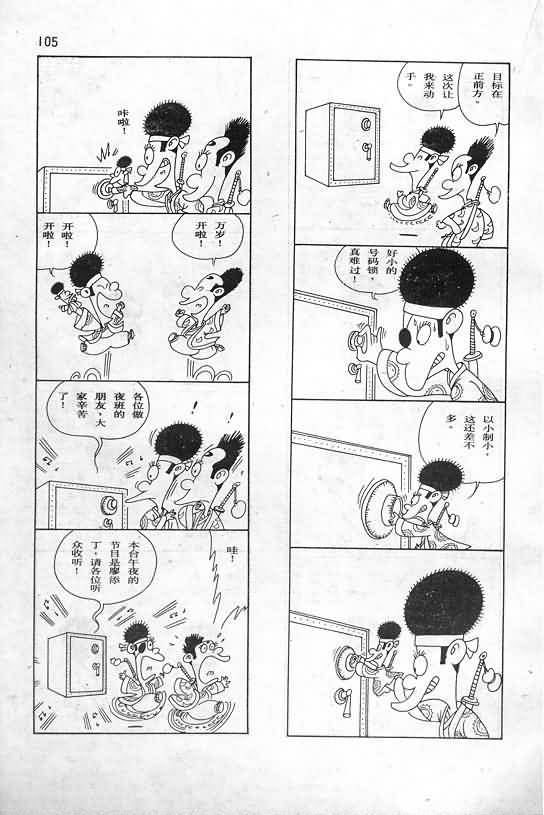 105
目标在
正前方。
这次让
我来动
手。
好小的
号码锁，
真难过！
以小制小，
这还差不
多。
咔啦！
万岁！
开啦！
开啦！
开啦！
各位做
夜班的
朋友，大
家辛苦
了！
哇！
本台午夜的
节目是廖添
丁，请各位听
众收听！